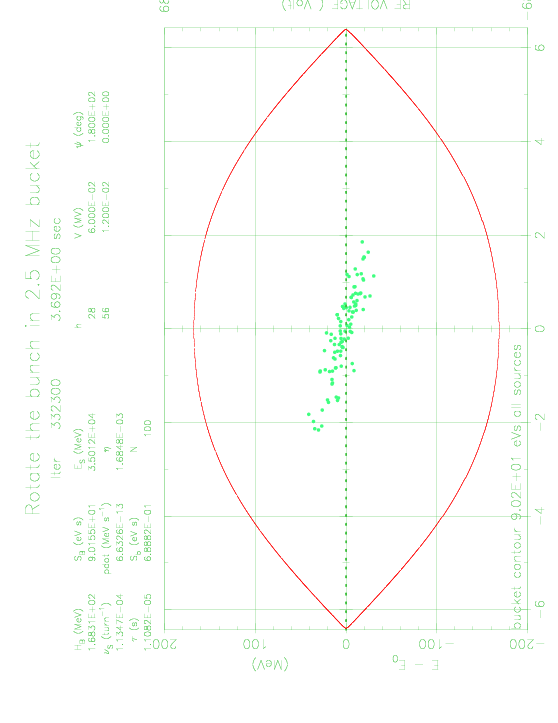 Rotate the bunch in 2.5 MHz bucket
Iter 332300 3.692E+00 sec
H_B (MeV) S_B (eV s) E_S (MeV) h V (MV) ψ (deg)
1.6831E+02 9.0155E+01 3.5012E+04 28 6.000E-02 1.800E+02
ν_S (turn⁻¹) pdot (MeV s⁻¹) η 56 1.200E-02 0.000E+00
1.1347E-04 6.6326E-13 1.6848E-03
τ (s) S_b (eV s) N
1.1082E-05 6.8882E-01 100
RF VOLTAGE ( Volt)
E - E_0 (MeV)
200 100 0 -100 -200
-6 -4 -2 0 2 4 6
bucket contour 9.02E+01 eVs all sources